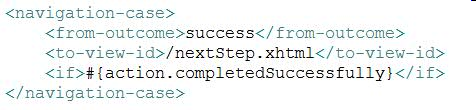 <navigation-case>
    <from-outcome>success</from-outcome>
    <to-view-id>/nextStep.xhtml</to-view-id>
    <if>#{action.completedSuccessfully}</if>
</navigation-case>